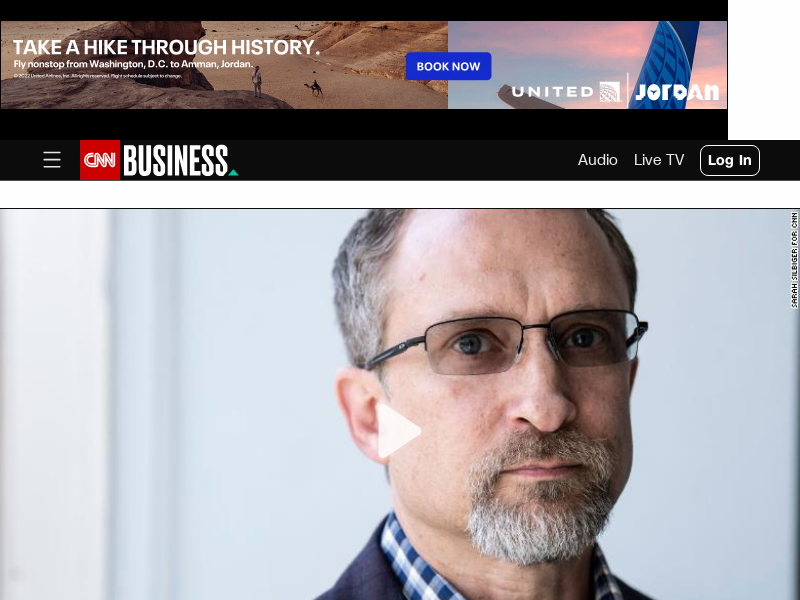 TAKE A HIKE THROUGH HISTORY.
Fly nonstop from Washington, D.C. to Amman, Jordan.
© 2022 United Airlines, Inc. All rights reserved. Flight schedule subject to change.
BOOK NOW
UNITED JORDAN
CNN BUSINESS
Audio
Live TV
Log In
SARAH SILBIGER FOR CNN